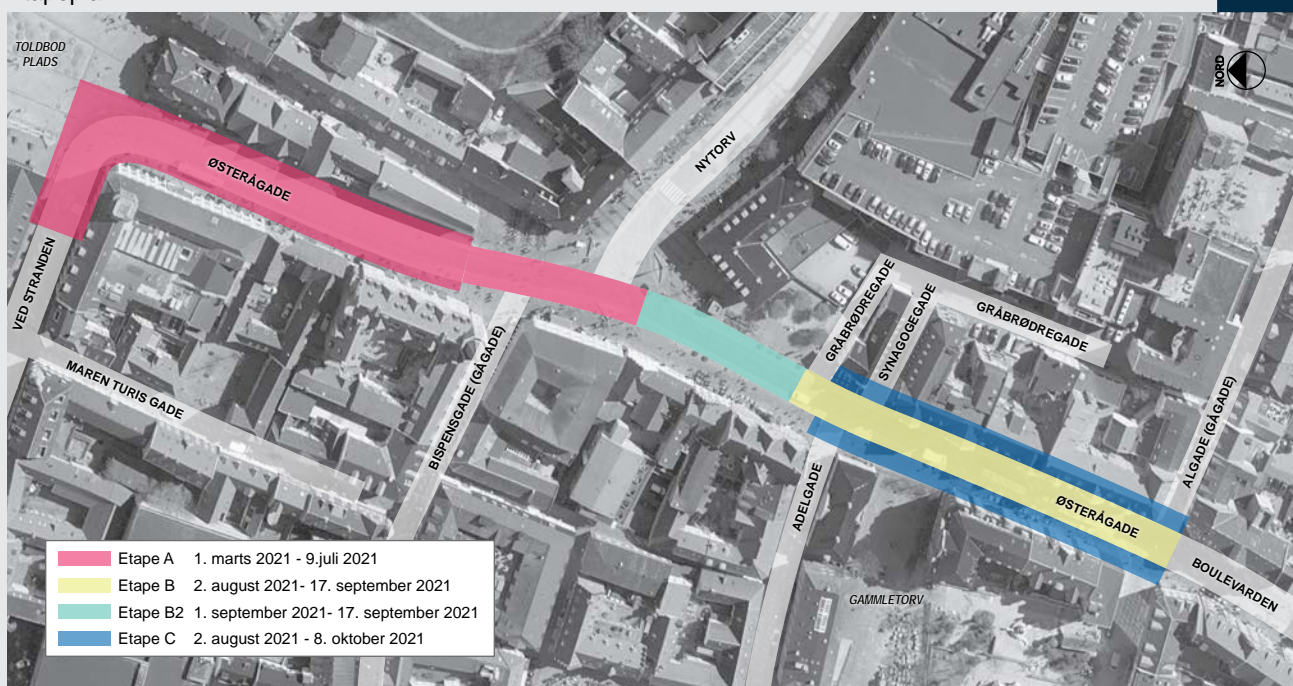 TOLDBOD
PLADS
NORD
ØSTERÅGADE
NYTORV
VED STRANDEN
MAREN TURIS GADE
BISPENSGADE (GÅGADE)
GRÅBRØDREGADE
SYNAGOGEGADE
GRÅBRØDREGADE
ALGADE (GÅGADE)
ADELGADE
ØSTERÅGADE
BOULEVARDEN
GAMMLETORV
Etape A 1. marts 2021 - 9.juli 2021
Etape B 2. august 2021- 17. september 2021
Etape B2 1. september 2021- 17. september 2021
Etape C 2. august 2021 - 8. oktober 2021